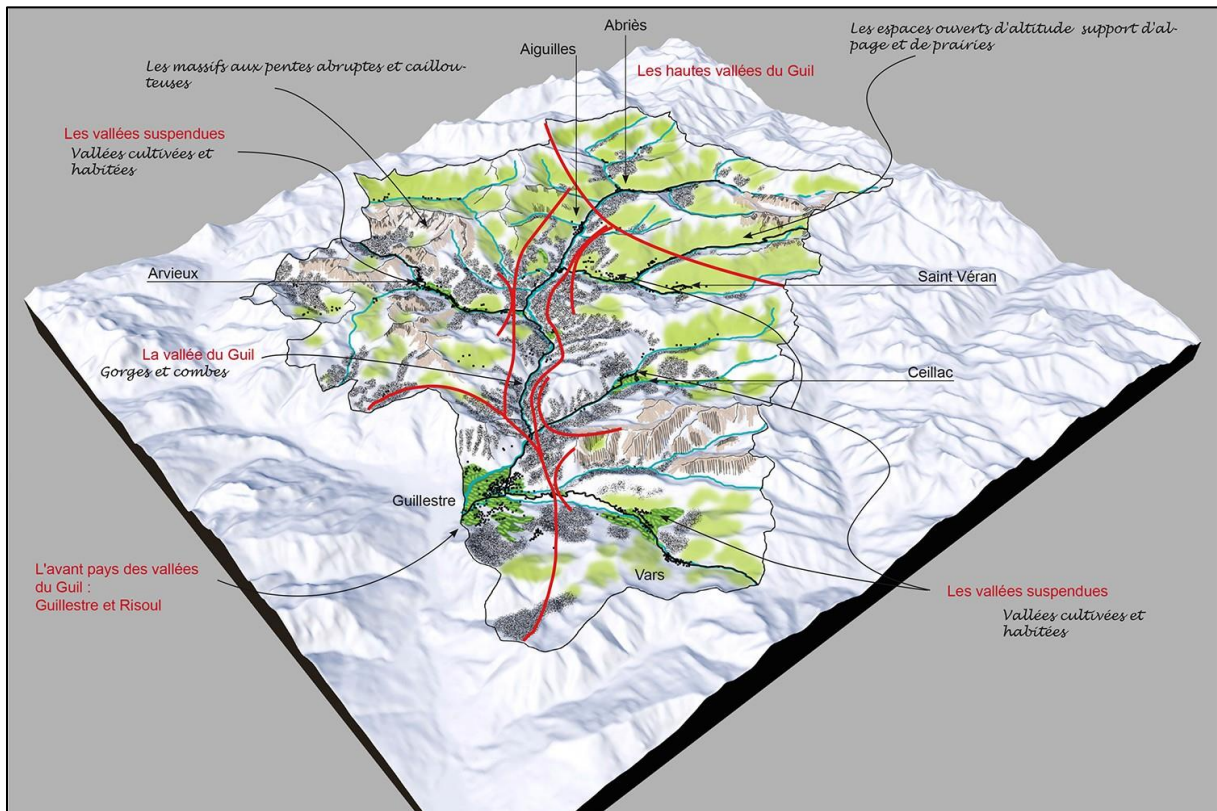 Abriès
Les espaces ouverts d'altitude support d'al-
page et de prairies
Aiguilles
Les massifs aux pentes abruptes et caillou-
teuses
Les hautes vallées du Guil
Les vallées suspendues
Vallées cultivées et
habitées
Arvieux
Saint Véran
La vallée du Guil
Gorges et combes
Ceillac
Guillestre
L'avant pays des vallées
du Guil :
Guillestre et Risoul
Vars
Les vallées suspendues
Vallées cultivées et
habitées